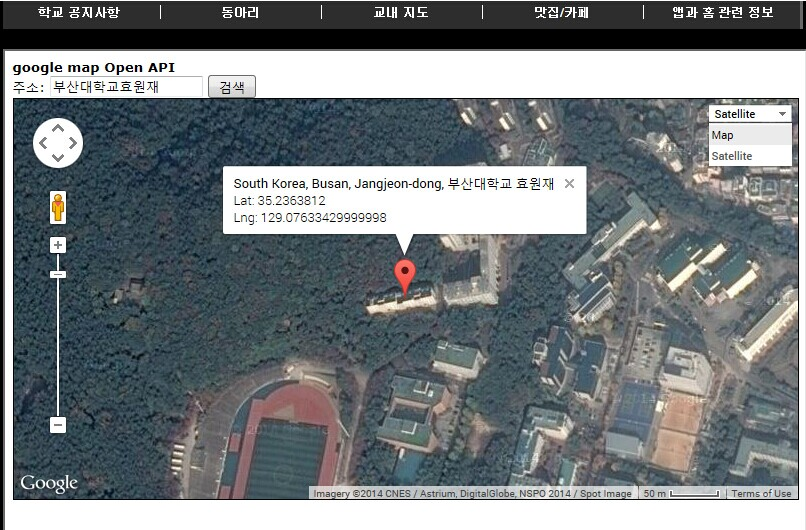 학교 공지사항 | 동아리 | 교내 지도 | 맛집/카페 | 앱과 홈 관련 정보
google map Open API
주소: 부산대학교효원재 검색
Satellite
Map
Satellite
South Korea, Busan, Jangjeon-dong, 부산대학교 효원재
Lat: 35.2363812
Lng: 129.07633429999998
Google
Imagery ©2014 CNES / Astrium, DigitalGlobe, NSPO 2014 / Spot Image
50 m
Terms of Use